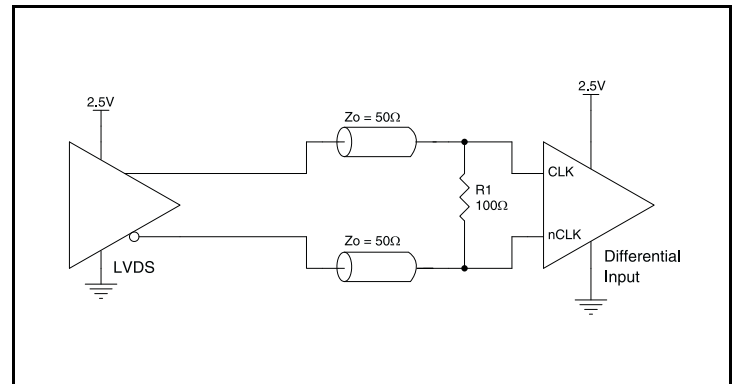 2.5V
2.5V
Zo = 50Ω
CLK
R1
100Ω
nCLK
Zo = 50Ω
LVDS
Differential
Input